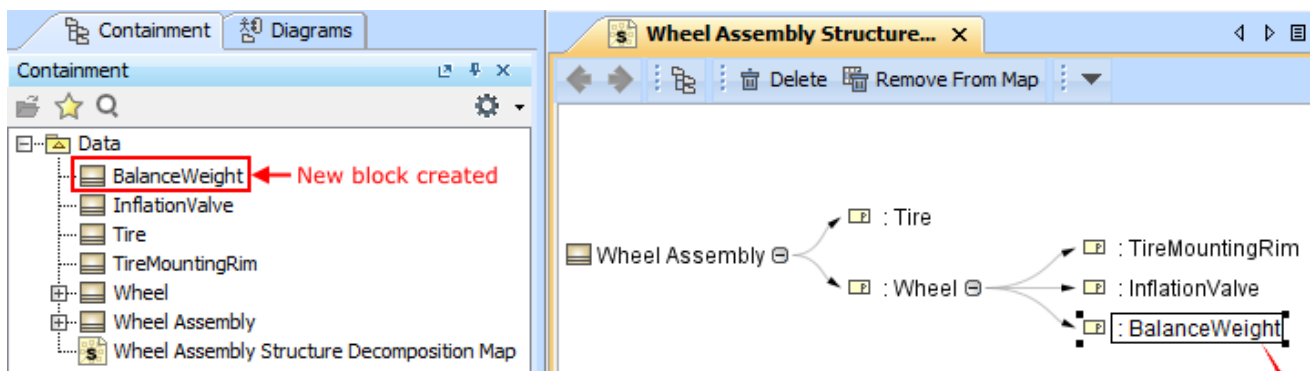 Containment Diagrams
Containment
Data
BalanceWeight New block created
InflationValve
Tire
TireMountingRim
Wheel
Wheel Assembly
Wheel Assembly Structure Decomposition Map
Wheel Assembly Structure...
Delete Remove From Map
: Tire
Wheel Assembly
: Wheel
: TireMountingRim
: InflationValve
: BalanceWeight